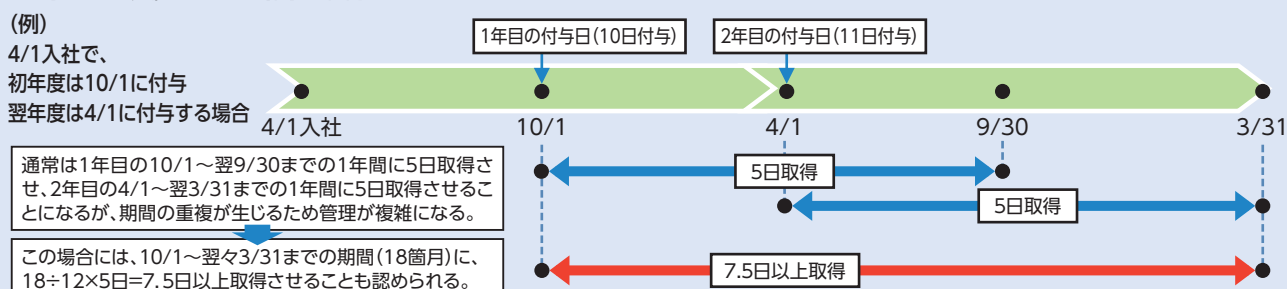 (例)
4/1入社で、
初年度は10/1に付与
翌年度は4/1に付与する場合
1年目の付与日(10日付与)
2年目の付与日(11日付与)
4/1入社
10/1
4/1
9/30
3/31
通常は1年目の10/1～翌9/30までの1年間に5日取得さ
せ、2年目の4/1～翌3/31までの1年間に5日取得させるこ
とになるが、期間の重複が生じるため管理が複雑になる。
5日取得
5日取得
この場合には、10/1～翌々3/31までの期間(18箇月)に、
18÷12×5日=7.5日以上取得させることも認められる。
7.5日以上取得